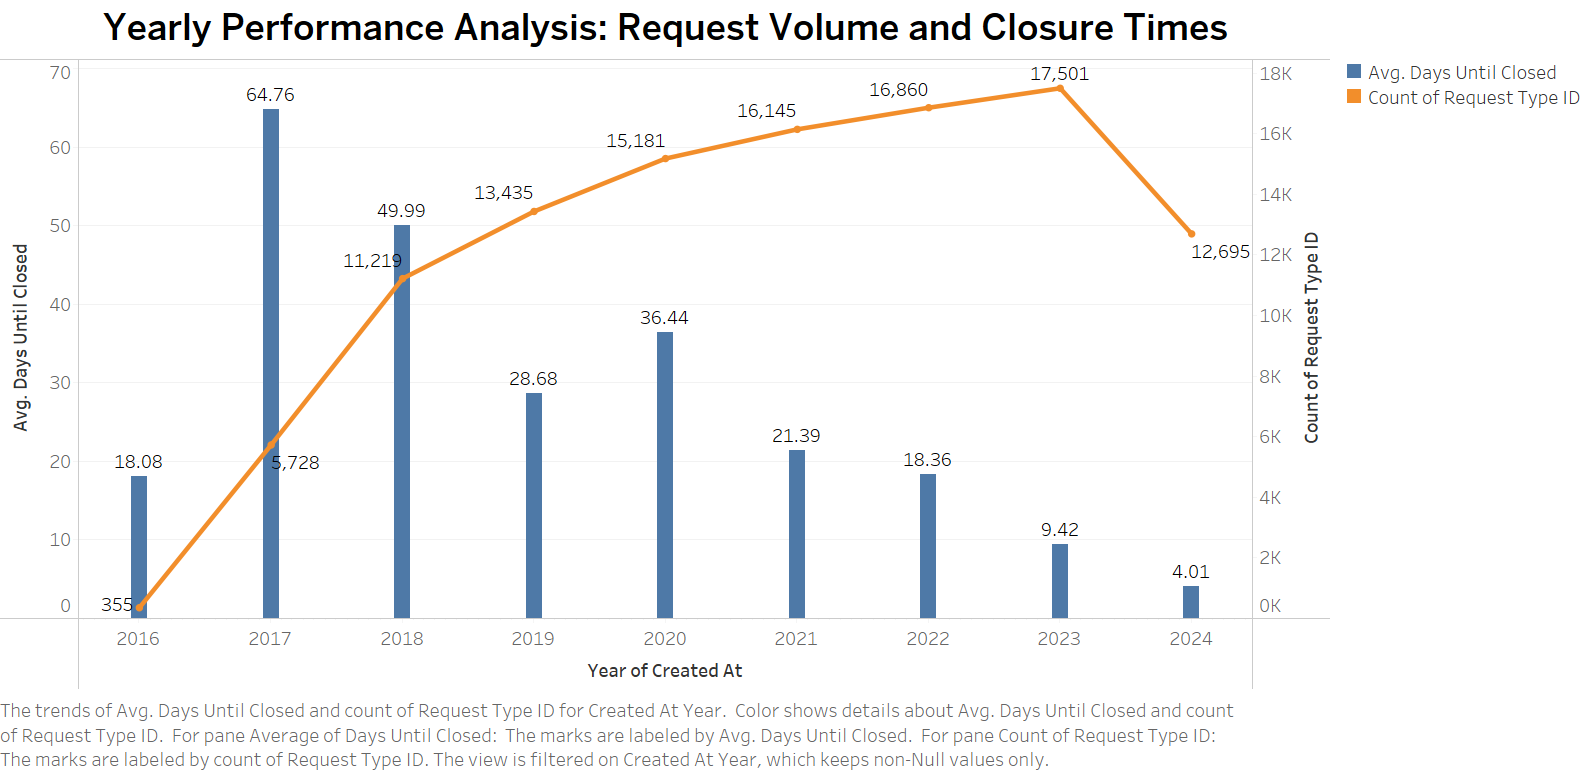 Yearly Performance Analysis: Request Volume and Closure Times
Avg. Days Until Closed
Count of Request Type ID
70
60
50
40
30
20
10
0
Avg. Days Until Closed
18K
16K
14K
12K
10K
8K
6K
4K
2K
0K
Count of Request Type ID
18.08
64.76
49.99
28.68
36.44
21.39
18.36
9.42
4.01
355
5,728
11,219
13,435
15,181
16,145
16,860
17,501
12,695
2016
2017
2018
2019
2020
2021
2022
2023
2024
Year of Created At
The trends of Avg. Days Until Closed and count of Request Type ID for Created At Year.  Color shows details about Avg. Days Until Closed and count
of Request Type ID.  For pane Average of Days Until Closed:  The marks are labeled by Avg. Days Until Closed.  For pane Count of Request Type ID:
The marks are labeled by count of Request Type ID. The view is filtered on Created At Year, which keeps non-Null values only.